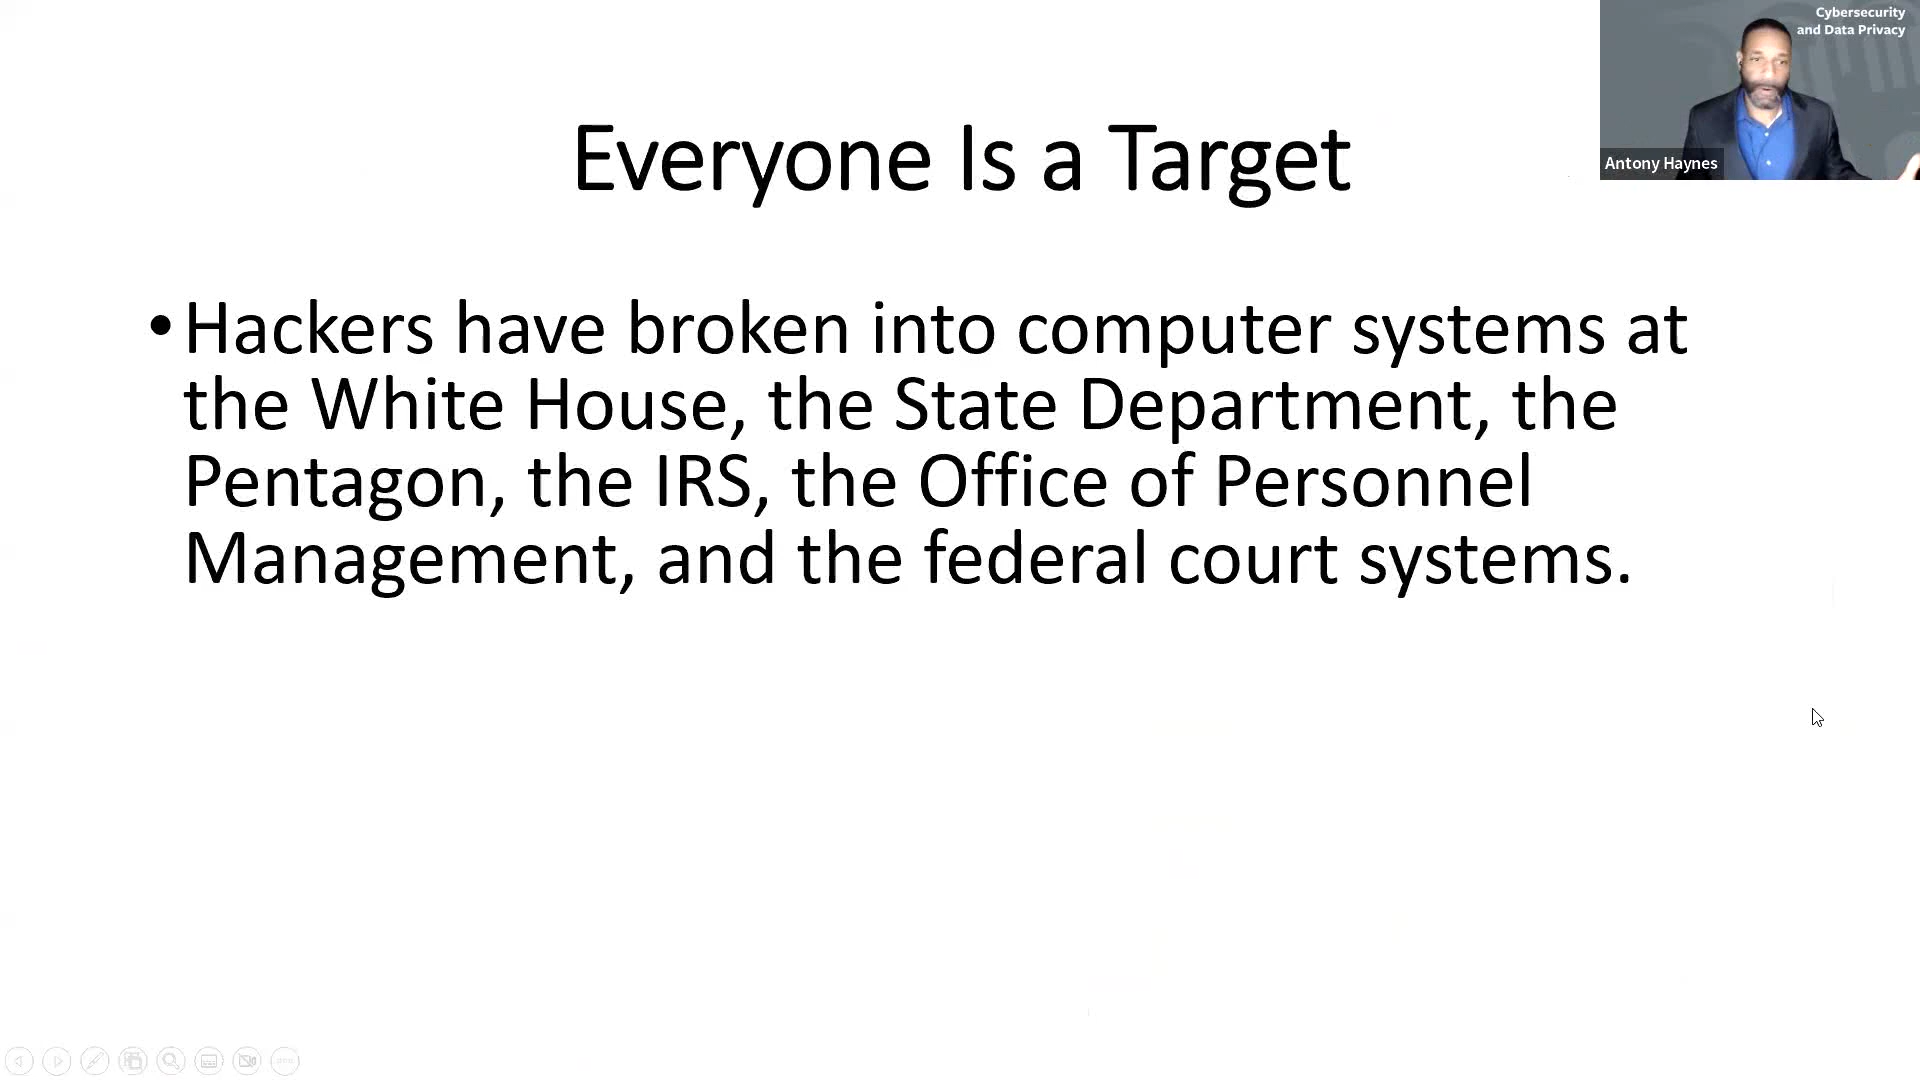 Cybersecurity
and Data Privacy
Antony Haynes
Everyone Is a Target
•Hackers have broken into computer systems at
the White House, the State Department, the
Pentagon, the IRS, the Office of Personnel
Management, and the federal court systems.